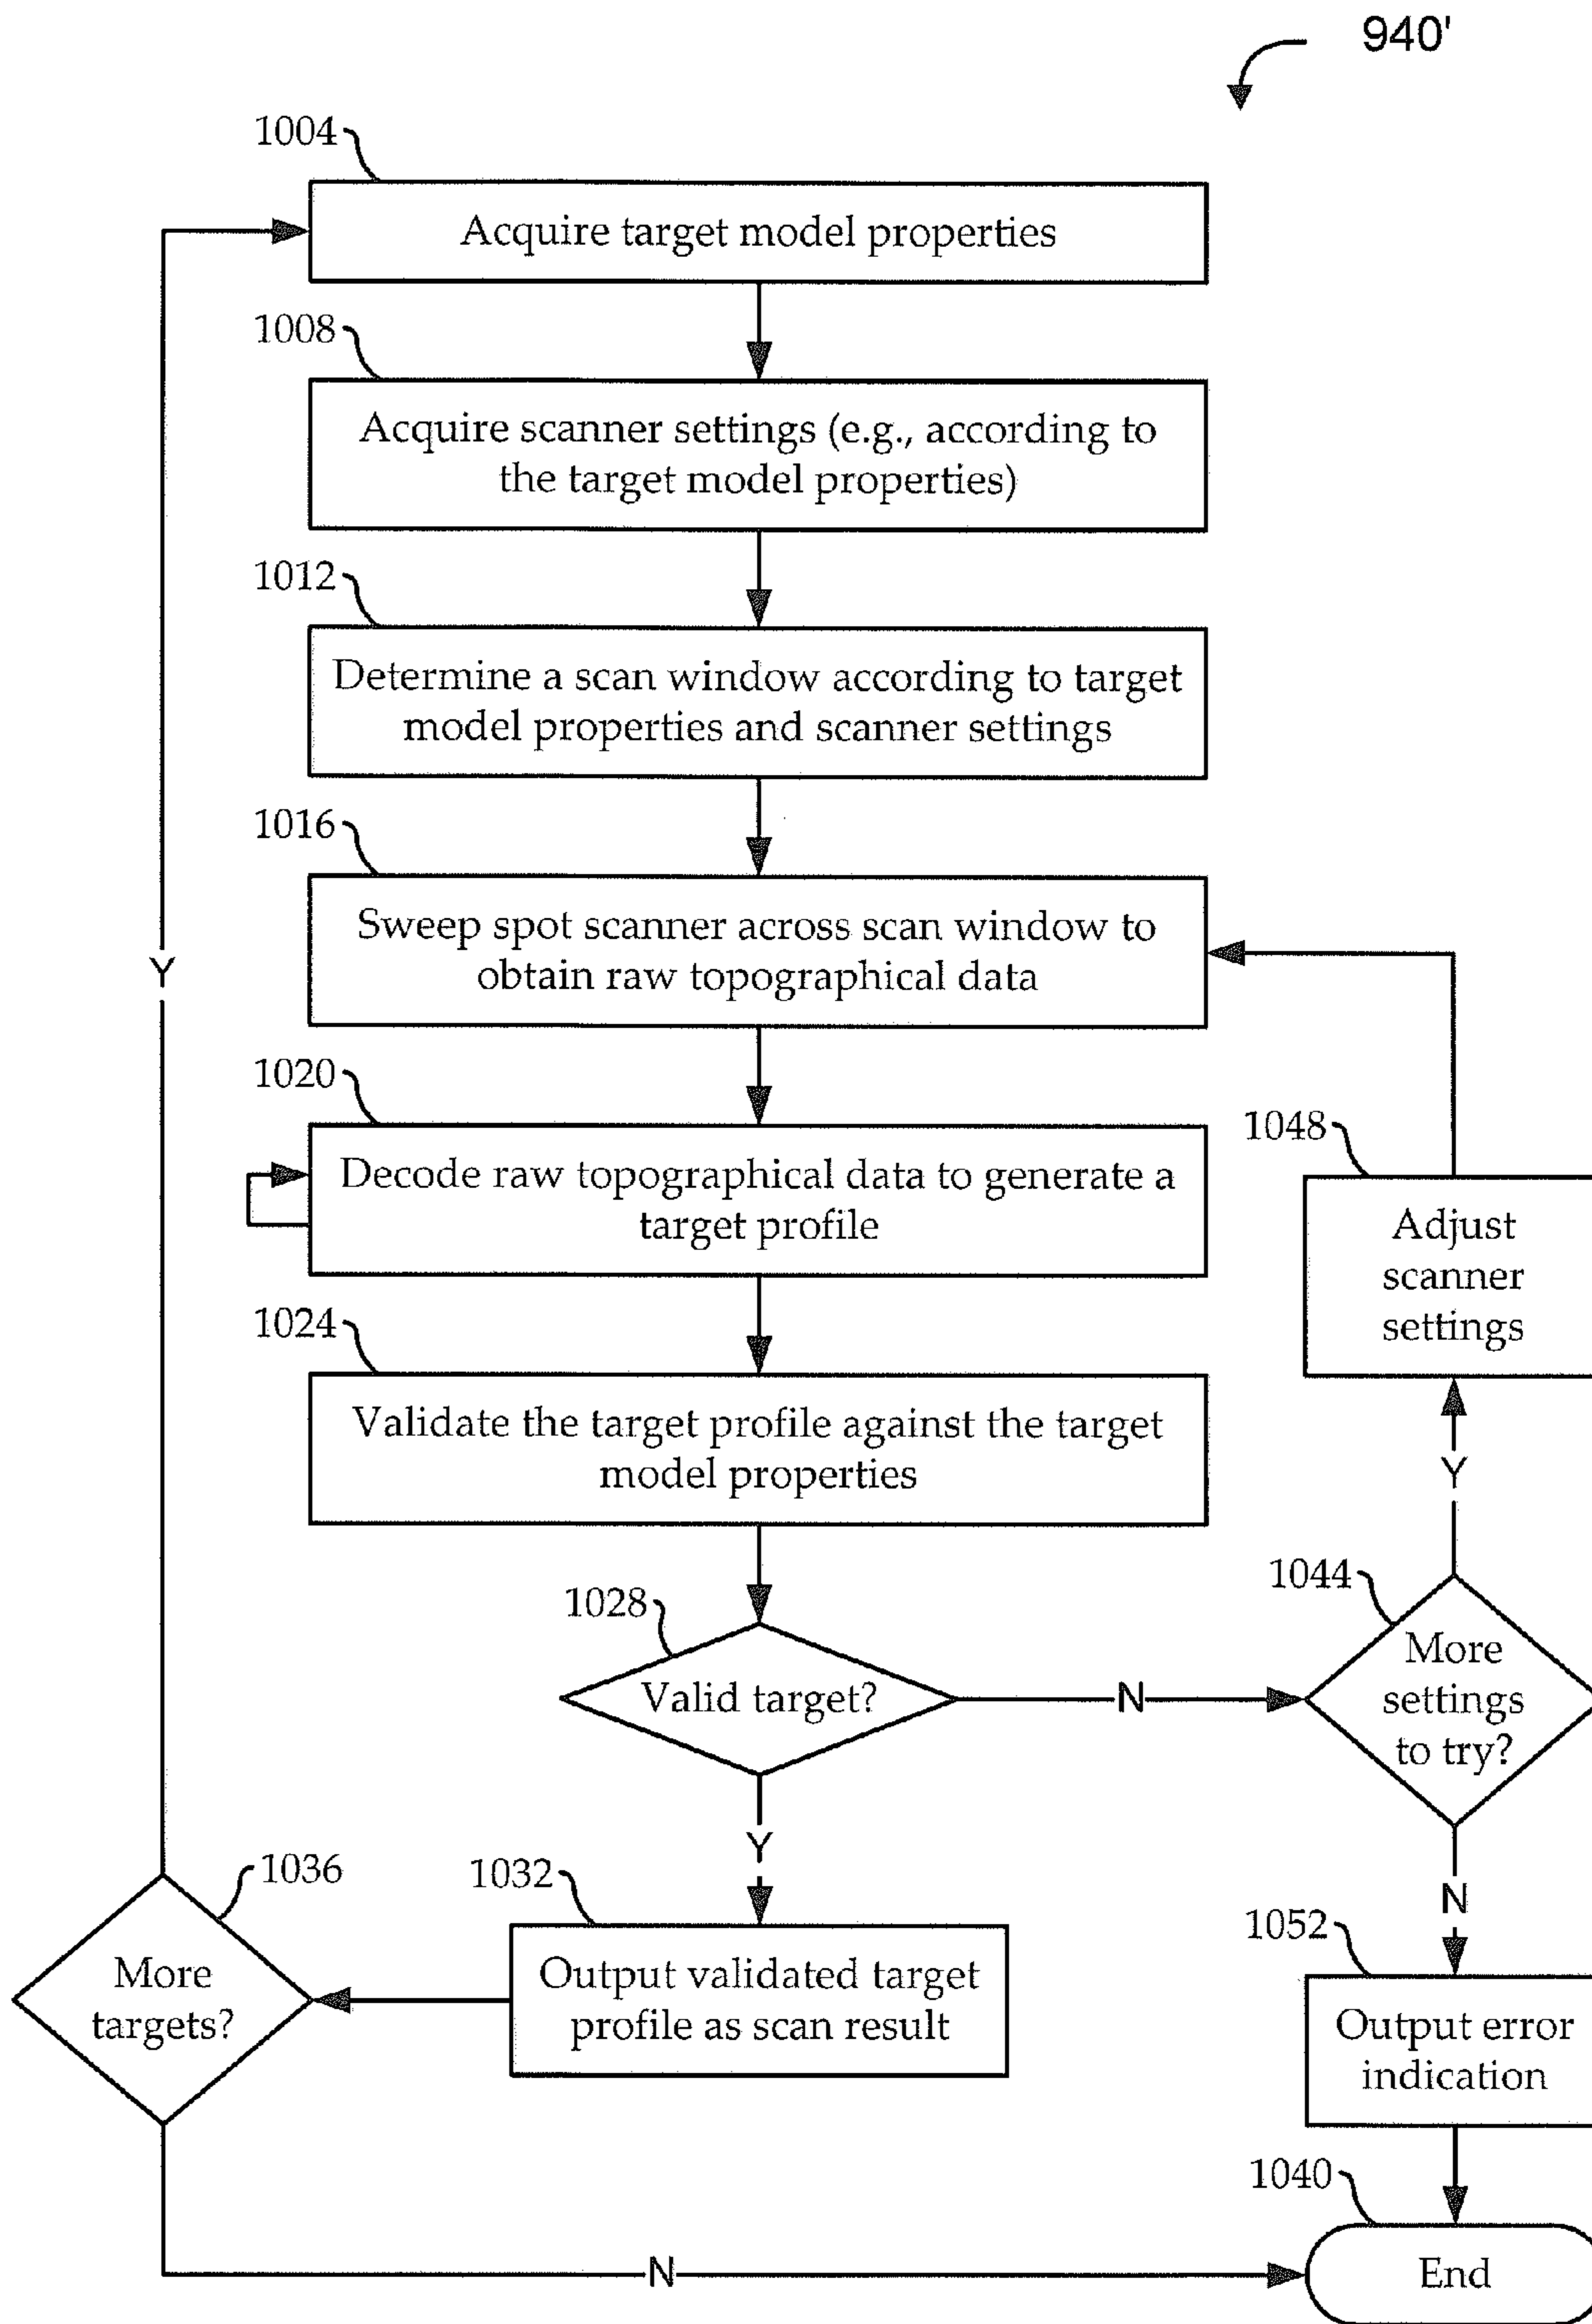 940'
1004
Acquire target model properties
1008
Acquire scanner settings (e.g., according to
the target model properties)
1012
Determine a scan window according to target
model properties and scanner settings
1016
Sweep spot scanner across scan window to
obtain raw topographical data
Y
1020
Decode raw topographical data to generate a
target profile
1048
Adjust
scanner
settings
1024
Validate the target profile against the target
model properties
Y
1028
Valid target?
N
1044
More
settings
to try?
Y
N
1036
More
targets?
1032
Output validated target
profile as scan result
1052
Output error
indication
1040
N
End